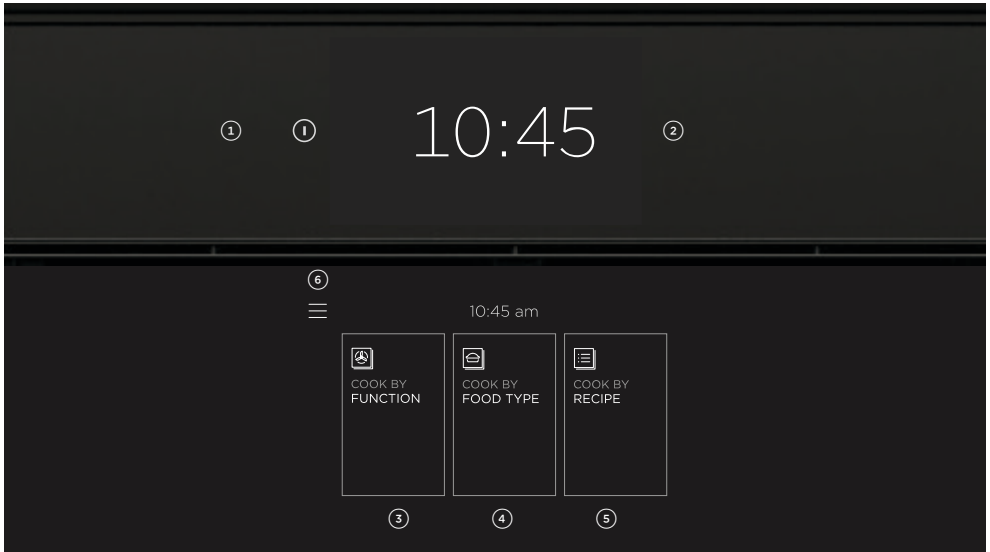 1 I 10:45 2
6
10:45 am
COOK BY COOK BY COOK BY
FUNCTION FOOD TYPE RECIPE
3 4 5